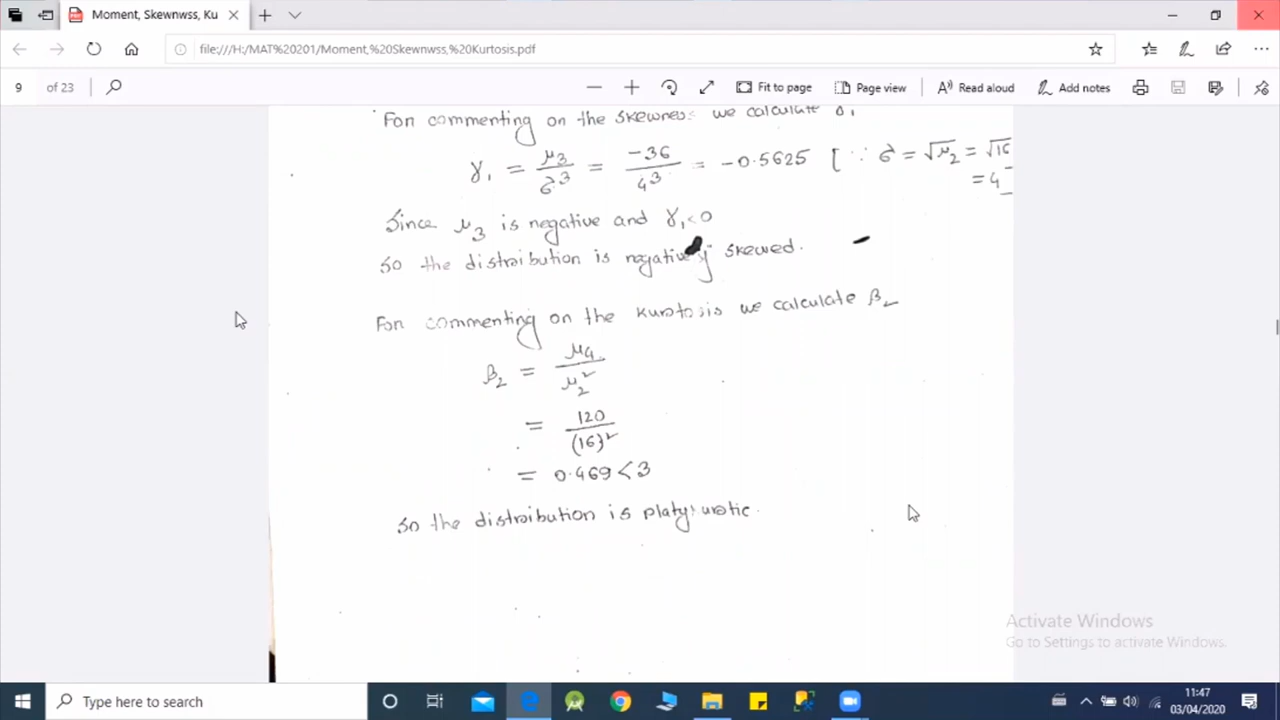 Moment, Skewnwss, Ku
file:///H:/MAT%20201/Moment,%20Skewnwss,%20Kurtosis.pdf
9 of 23
Fit to page
Page view
Read aloud
Add notes
For commenting on the skewnes: we calculate γ₁
γ₁ = μ₃/σ³ = -36/4³ = -0.5625 [∵ σ = √μ₂ = √16
= 4
Since μ₃ is negative and γ₁<0
So the distribution is negatively skewed.
For commenting on the kurtosis we calculate β₂
β₂ = μ₄/μ₂²
= 120/(16)²
= 0.469<3
So the distribution is platykurotic.
Activate Windows
Go to Settings to activate Windows.
Type here to search
11:47
03/04/2020